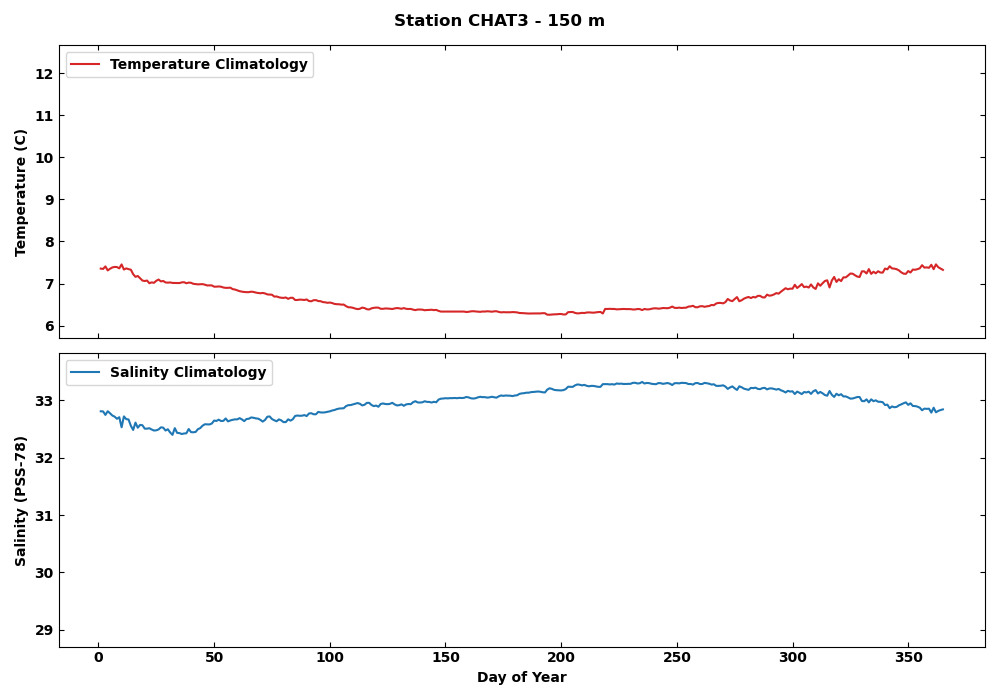 Station CHAT3 - 150 m
Temperature Climatology
Temperature (C)
12
11
10
9
8
7
6
Salinity Climatology
Salinity (PSS-78)
33
32
31
30
29
0 50 100 150 200 250 300 350
Day of Year